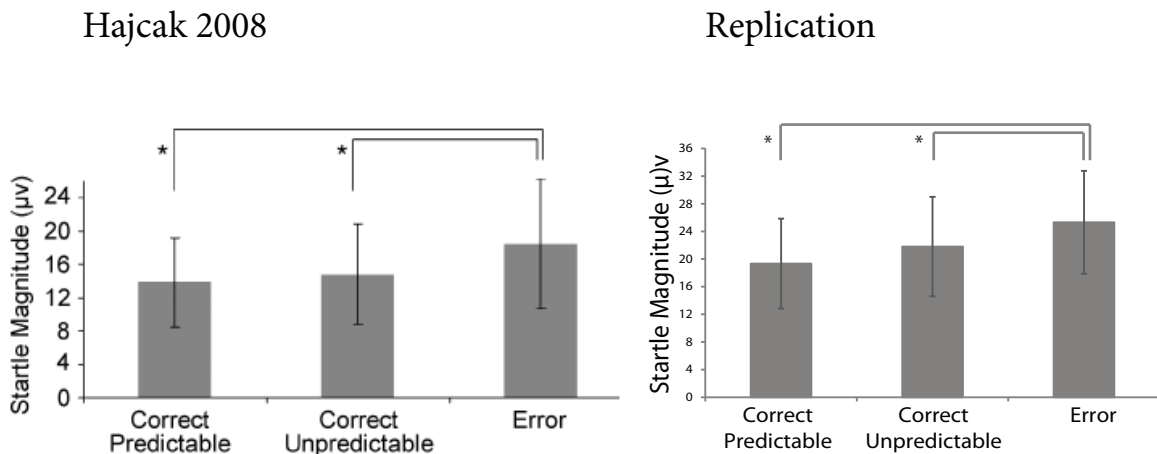 Hajcak 2008
Startle Magnitude (μv)
24
20
16
12
8
4
0
*
*
Correct
Predictable
Correct
Unpredictable
Error
Replication
Startle Magnitude (μ)v
36
32
28
24
20
16
12
8
4
0
*
*
Correct
Predictable
Correct
Unpredictable
Error